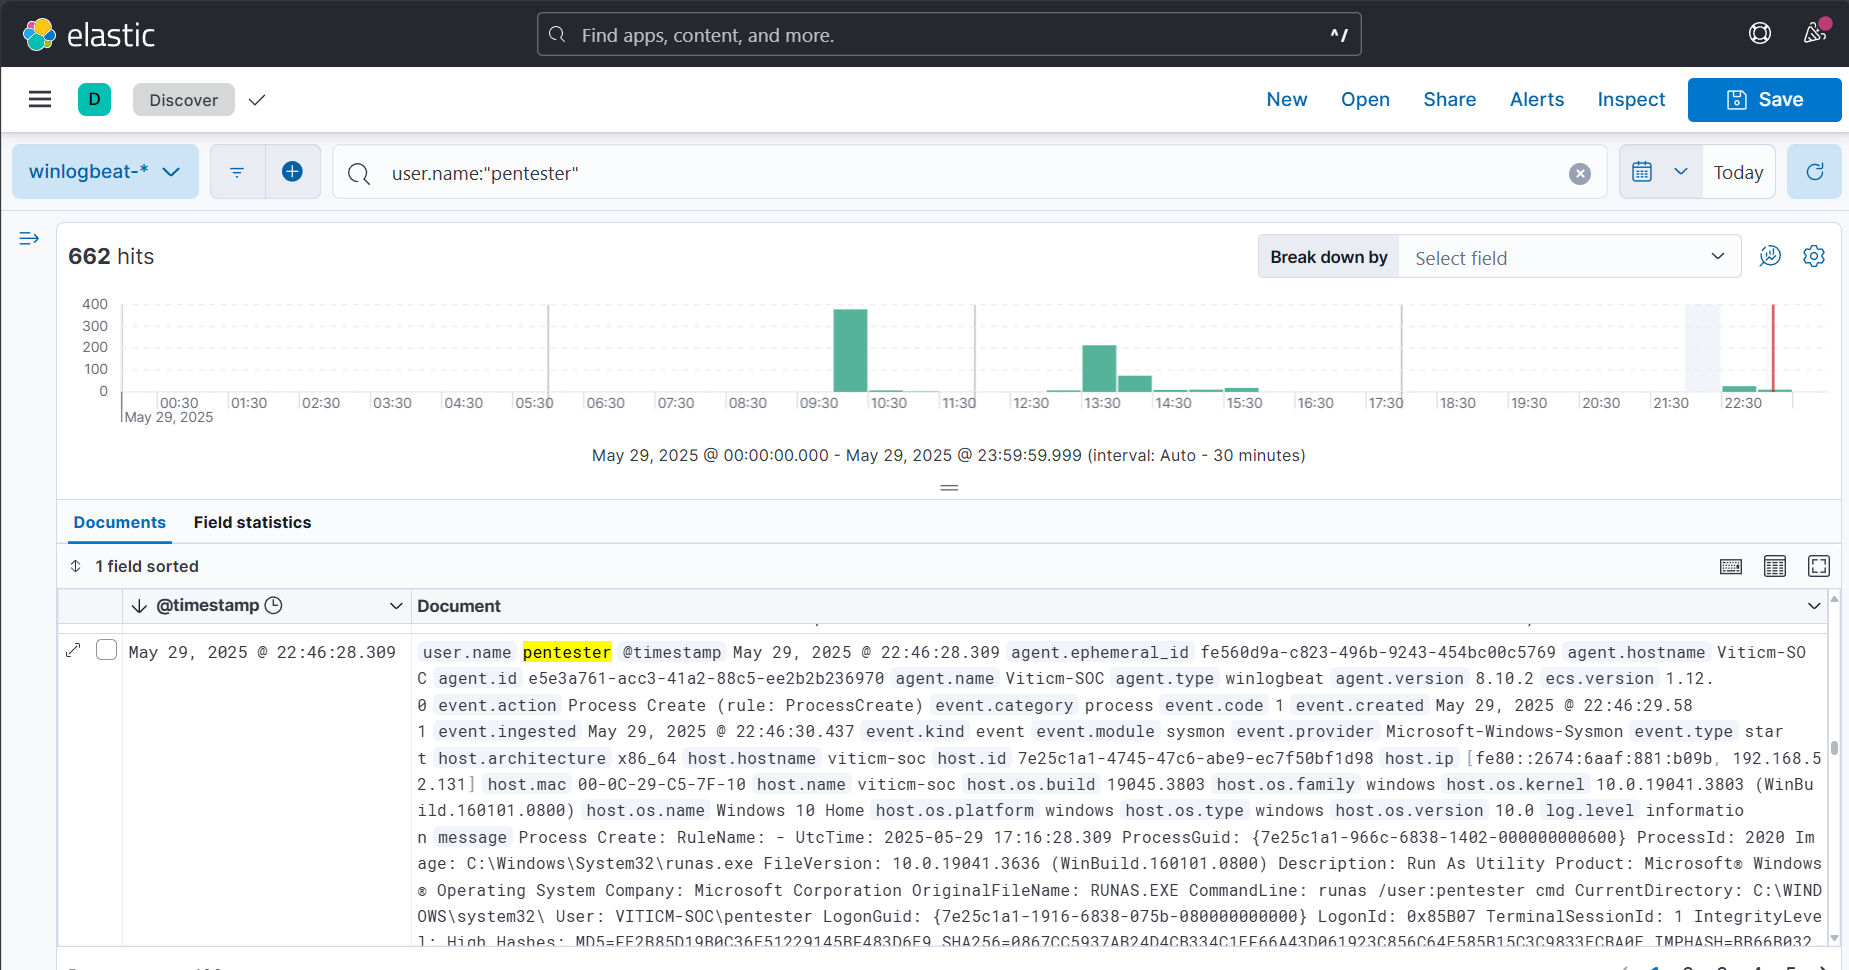 elastic
Find apps, content, and more.
^/
D
Discover
New
Open
Share
Alerts
Inspect
Save
winlogbeat-*
user.name:"pentester"
Today
662 hits
Break down by
Select field
400
300
200
100
0
00:30 01:30 02:30 03:30 04:30 05:30 06:30 07:30 08:30 09:30 10:30 11:30 12:30 13:30 14:30 15:30 16:30 17:30 18:30 19:30 20:30 21:30 22:30
May 29, 2025
May 29, 2025 @ 00:00:00.000 - May 29, 2025 @ 23:59:59.999 (interval: Auto - 30 minutes)
Documents
Field statistics
1 field sorted
@timestamp
Document
May 29, 2025 @ 22:46:28.309
user.name pentester @timestamp May 29, 2025 @ 22:46:28.309 agent.ephemeral_id fe560d9a-c823-496b-9243-454bc00c5769 agent.hostname Viticm-SO
C agent.id e5e3a761-acc3-41a2-88c5-ee2b2b236970 agent.name Viticm-SOC agent.type winlogbeat agent.version 8.10.2 ecs.version 1.12.
0 event.action Process Create (rule: ProcessCreate) event.category process event.code 1 event.created May 29, 2025 @ 22:46:29.58
1 event.ingested May 29, 2025 @ 22:46:30.437 event.kind event event.module sysmon event.provider Microsoft-Windows-Sysmon event.type star
t host.architecture x86_64 host.hostname viticm-soc host.id 7e25c1a1-4745-47c6-abe9-ec7f50bf1d98 host.ip [fe80::2674:6aaf:881:b09b, 192.168.5
2.131] host.mac 00-0C-29-C5-7F-10 host.name viticm-soc host.os.build 19045.3803 host.os.family windows host.os.kernel 10.0.19041.3803 (WinBu
ild.160101.0800) host.os.name Windows 10 Home host.os.platform windows host.os.type windows host.os.version 10.0 log.level informatio
n message Process Create: RuleName: - UtcTime: 2025-05-29 17:16:28.309 ProcessGuid: {7e25c1a1-966c-6838-1402-000000000600} ProcessId: 2020 Im
age: C:\Windows\System32\runas.exe FileVersion: 10.0.19041.3636 (WinBuild.160101.0800) Description: Run As Utility Product: Microsoft® Windows
® Operating System Company: Microsoft Corporation OriginalFileName: RUNAS.EXE CommandLine: runas /user:pentester cmd CurrentDirectory: C:\WIND
OWS\system32\ User: VITICM-SOC\pentester LogonGuid: {7e25c1a1-1916-6838-075b-080000000000} LogonId: 0x85B07 TerminalSessionId: 1 IntegrityLeve
l: High Hashes: